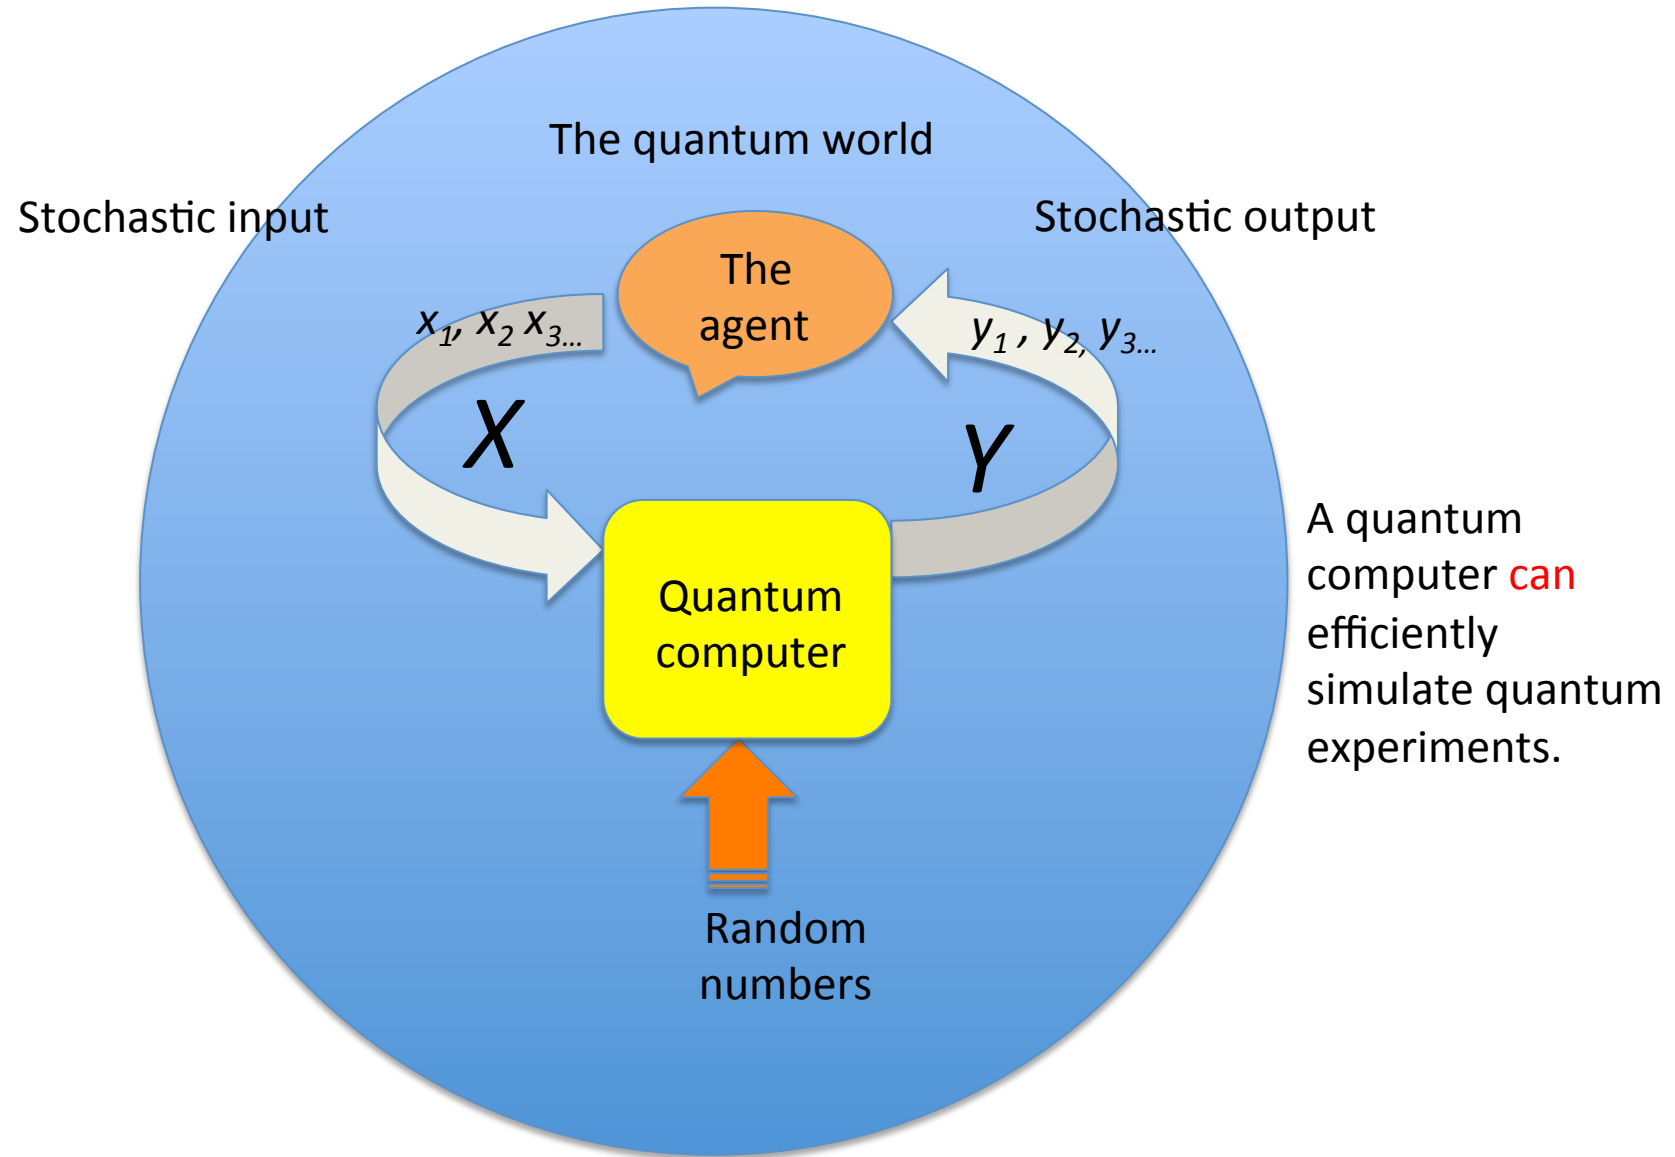 The quantum world
Stochastic input
Stochastic output
The
agent
x₁, x₂ x₃...
y₁ , y₂, y₃...
X
Y
Quantum
computer
A quantum
computer can
efficiently
simulate quantum
experiments.
Random
numbers